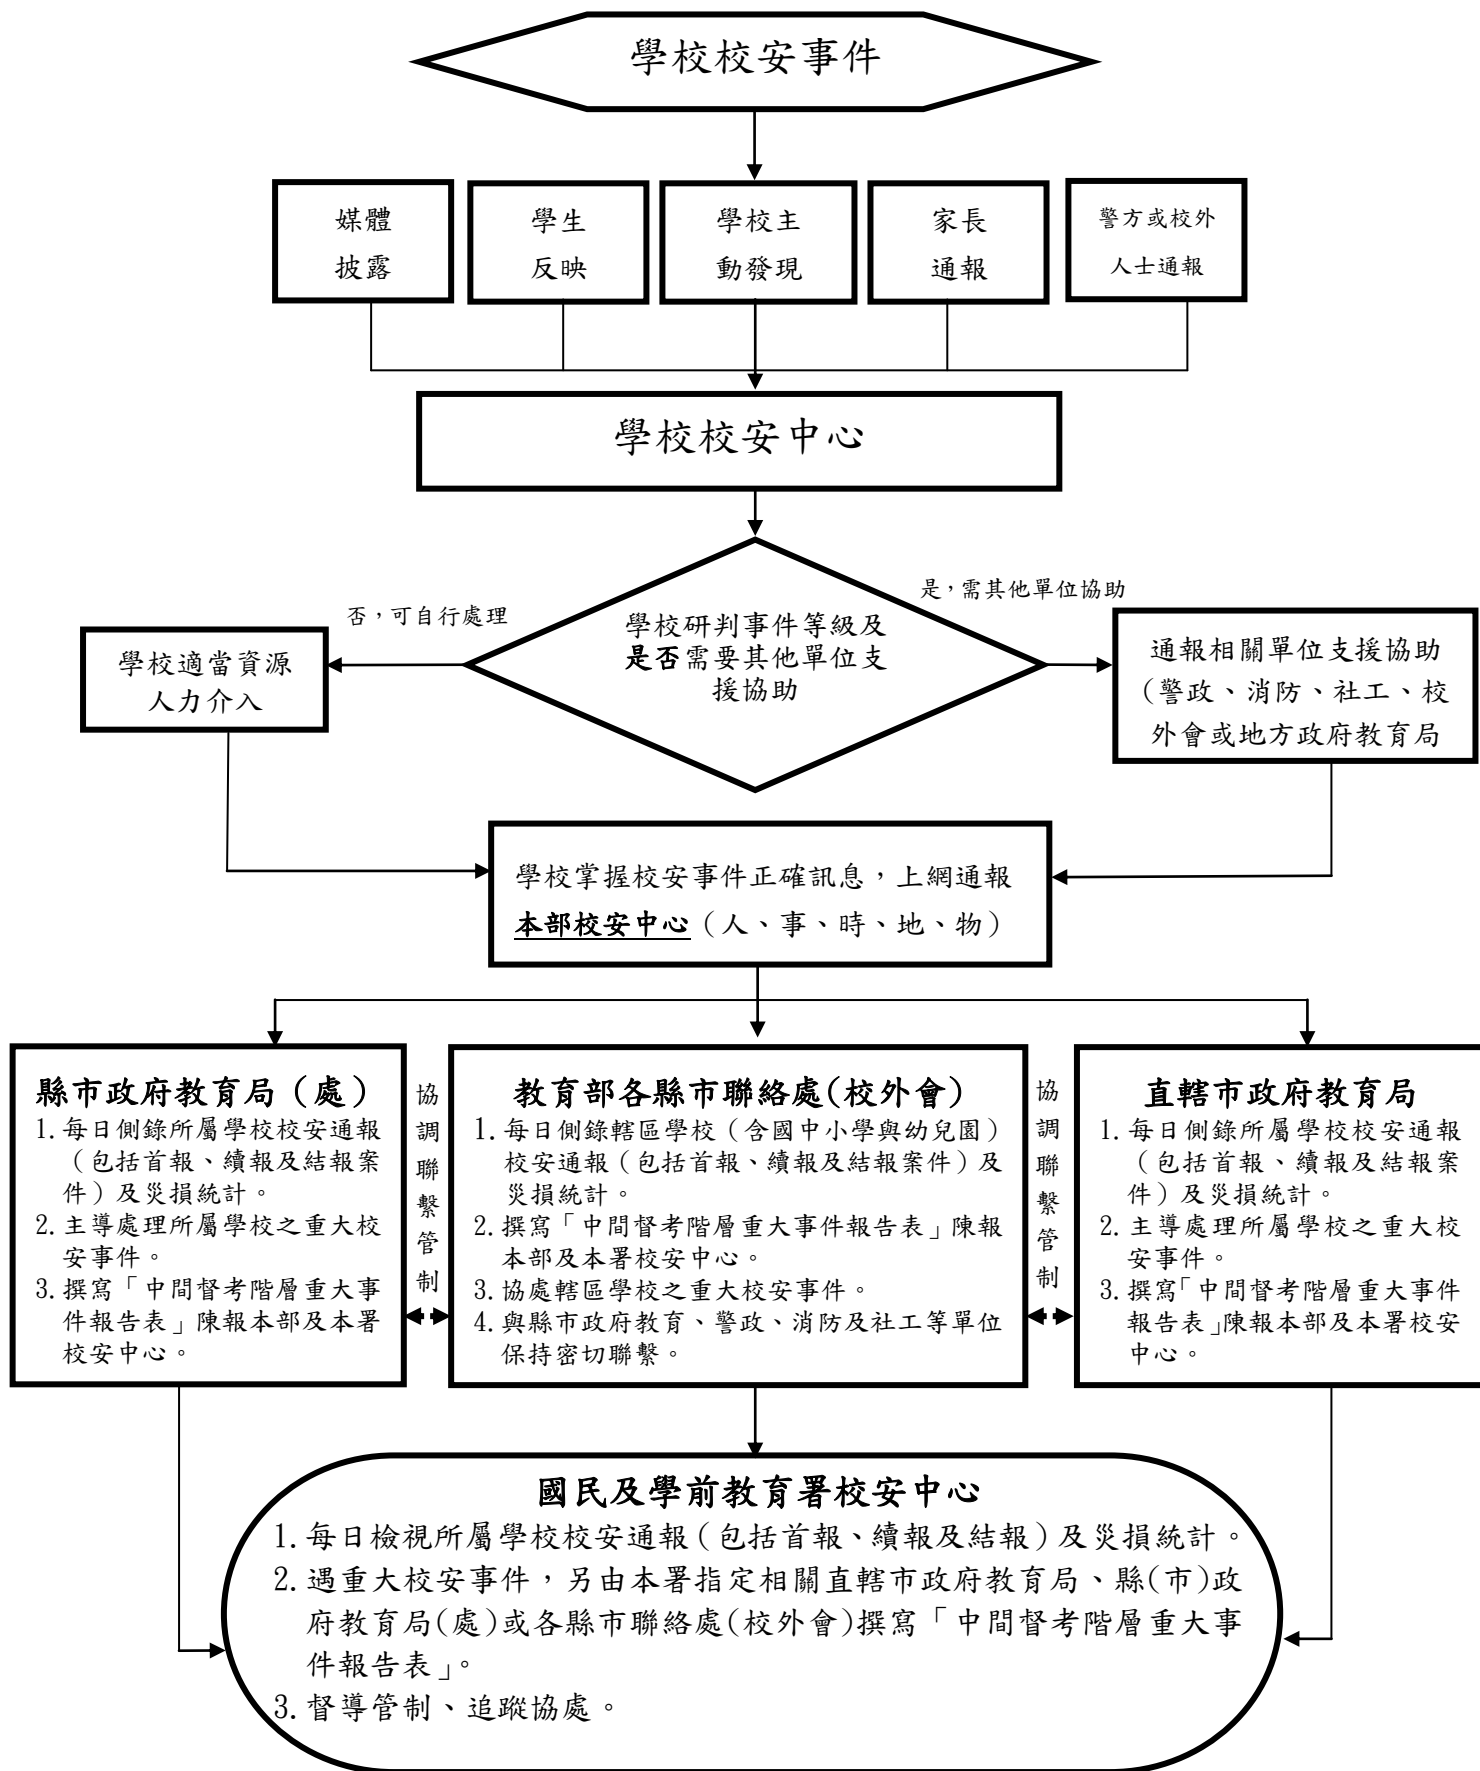 學校校安事件
媒體
披露
學生
反映
學校主
動發現
家長
通報
警方或校外
人士通報
學校校安中心
否，可自行處理
是，需其他單位協助
學校研判事件等級及
是否需要其他單位支
援協助
學校適當資源
人力介入
通報相關單位支援協助
（警政、消防、社工、校
外會或地方政府教育局
學校掌握校安事件正確訊息，上網通報
本部校安中心（人、事、時、地、物）
縣市政府教育局（處）
1. 每日側錄所屬學校校安通報
（包括首報、續報及結報案
件）及災損統計。
2. 主導處理所屬學校之重大校
安事件。
3. 撰寫「中間督考階層重大事
件報告表」陳報本部及本署
校安中心。
協調聯繫管制
教育部各縣市聯絡處(校外會)
1. 每日側錄轄區學校（含國中小學與幼兒園）
校安通報（包括首報、續報及結報案件）及
災損統計。
2. 撰寫「中間督考階層重大事件報告表」陳報
本部及本署校安中心。
3. 協處轄區學校之重大校安事件。
4. 與縣市政府教育、警政、消防及社工等單位
保持密切聯繫。
協調聯繫管制
直轄市政府教育局
1. 每日側錄所屬學校校安通報
（包括首報、續報及結報案
件）及災損統計。
2. 主導處理所屬學校之重大校
安事件。
3. 撰寫「中間督考階層重大事件
報告表」陳報本部及本署校安
中心。
國民及學前教育署校安中心
1. 每日檢視所屬學校校安通報（包括首報、續報及結報）及災損統計。
2. 遇重大校安事件，另由本署指定相關直轄市政府教育局、縣(市)政
府教育局(處)或各縣市聯絡處(校外會)撰寫「中間督考階層重大事
件報告表」。
3. 督導管制、追蹤協處。